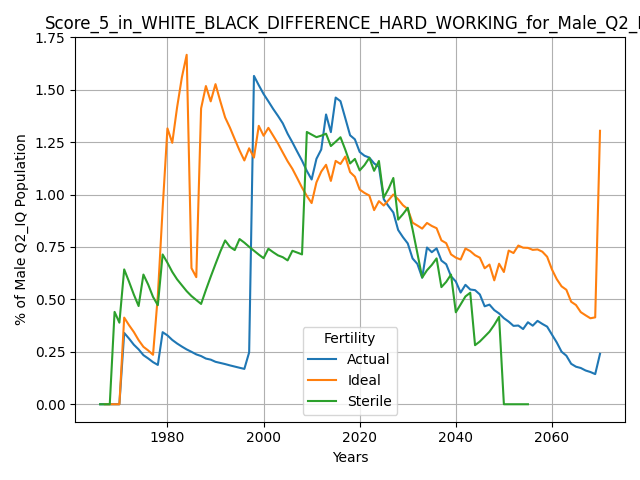 Score_5_in_WHITE_BLACK_DIFFERENCE_HARD_WORKING_for_Male_Q2_I
% of Male Q2_IQ Population
1.75
1.50
1.25
1.00
0.75
0.50
0.25
0.00
Fertility
Actual
Ideal
Sterile
1980
2000
2020
2040
2060
Years